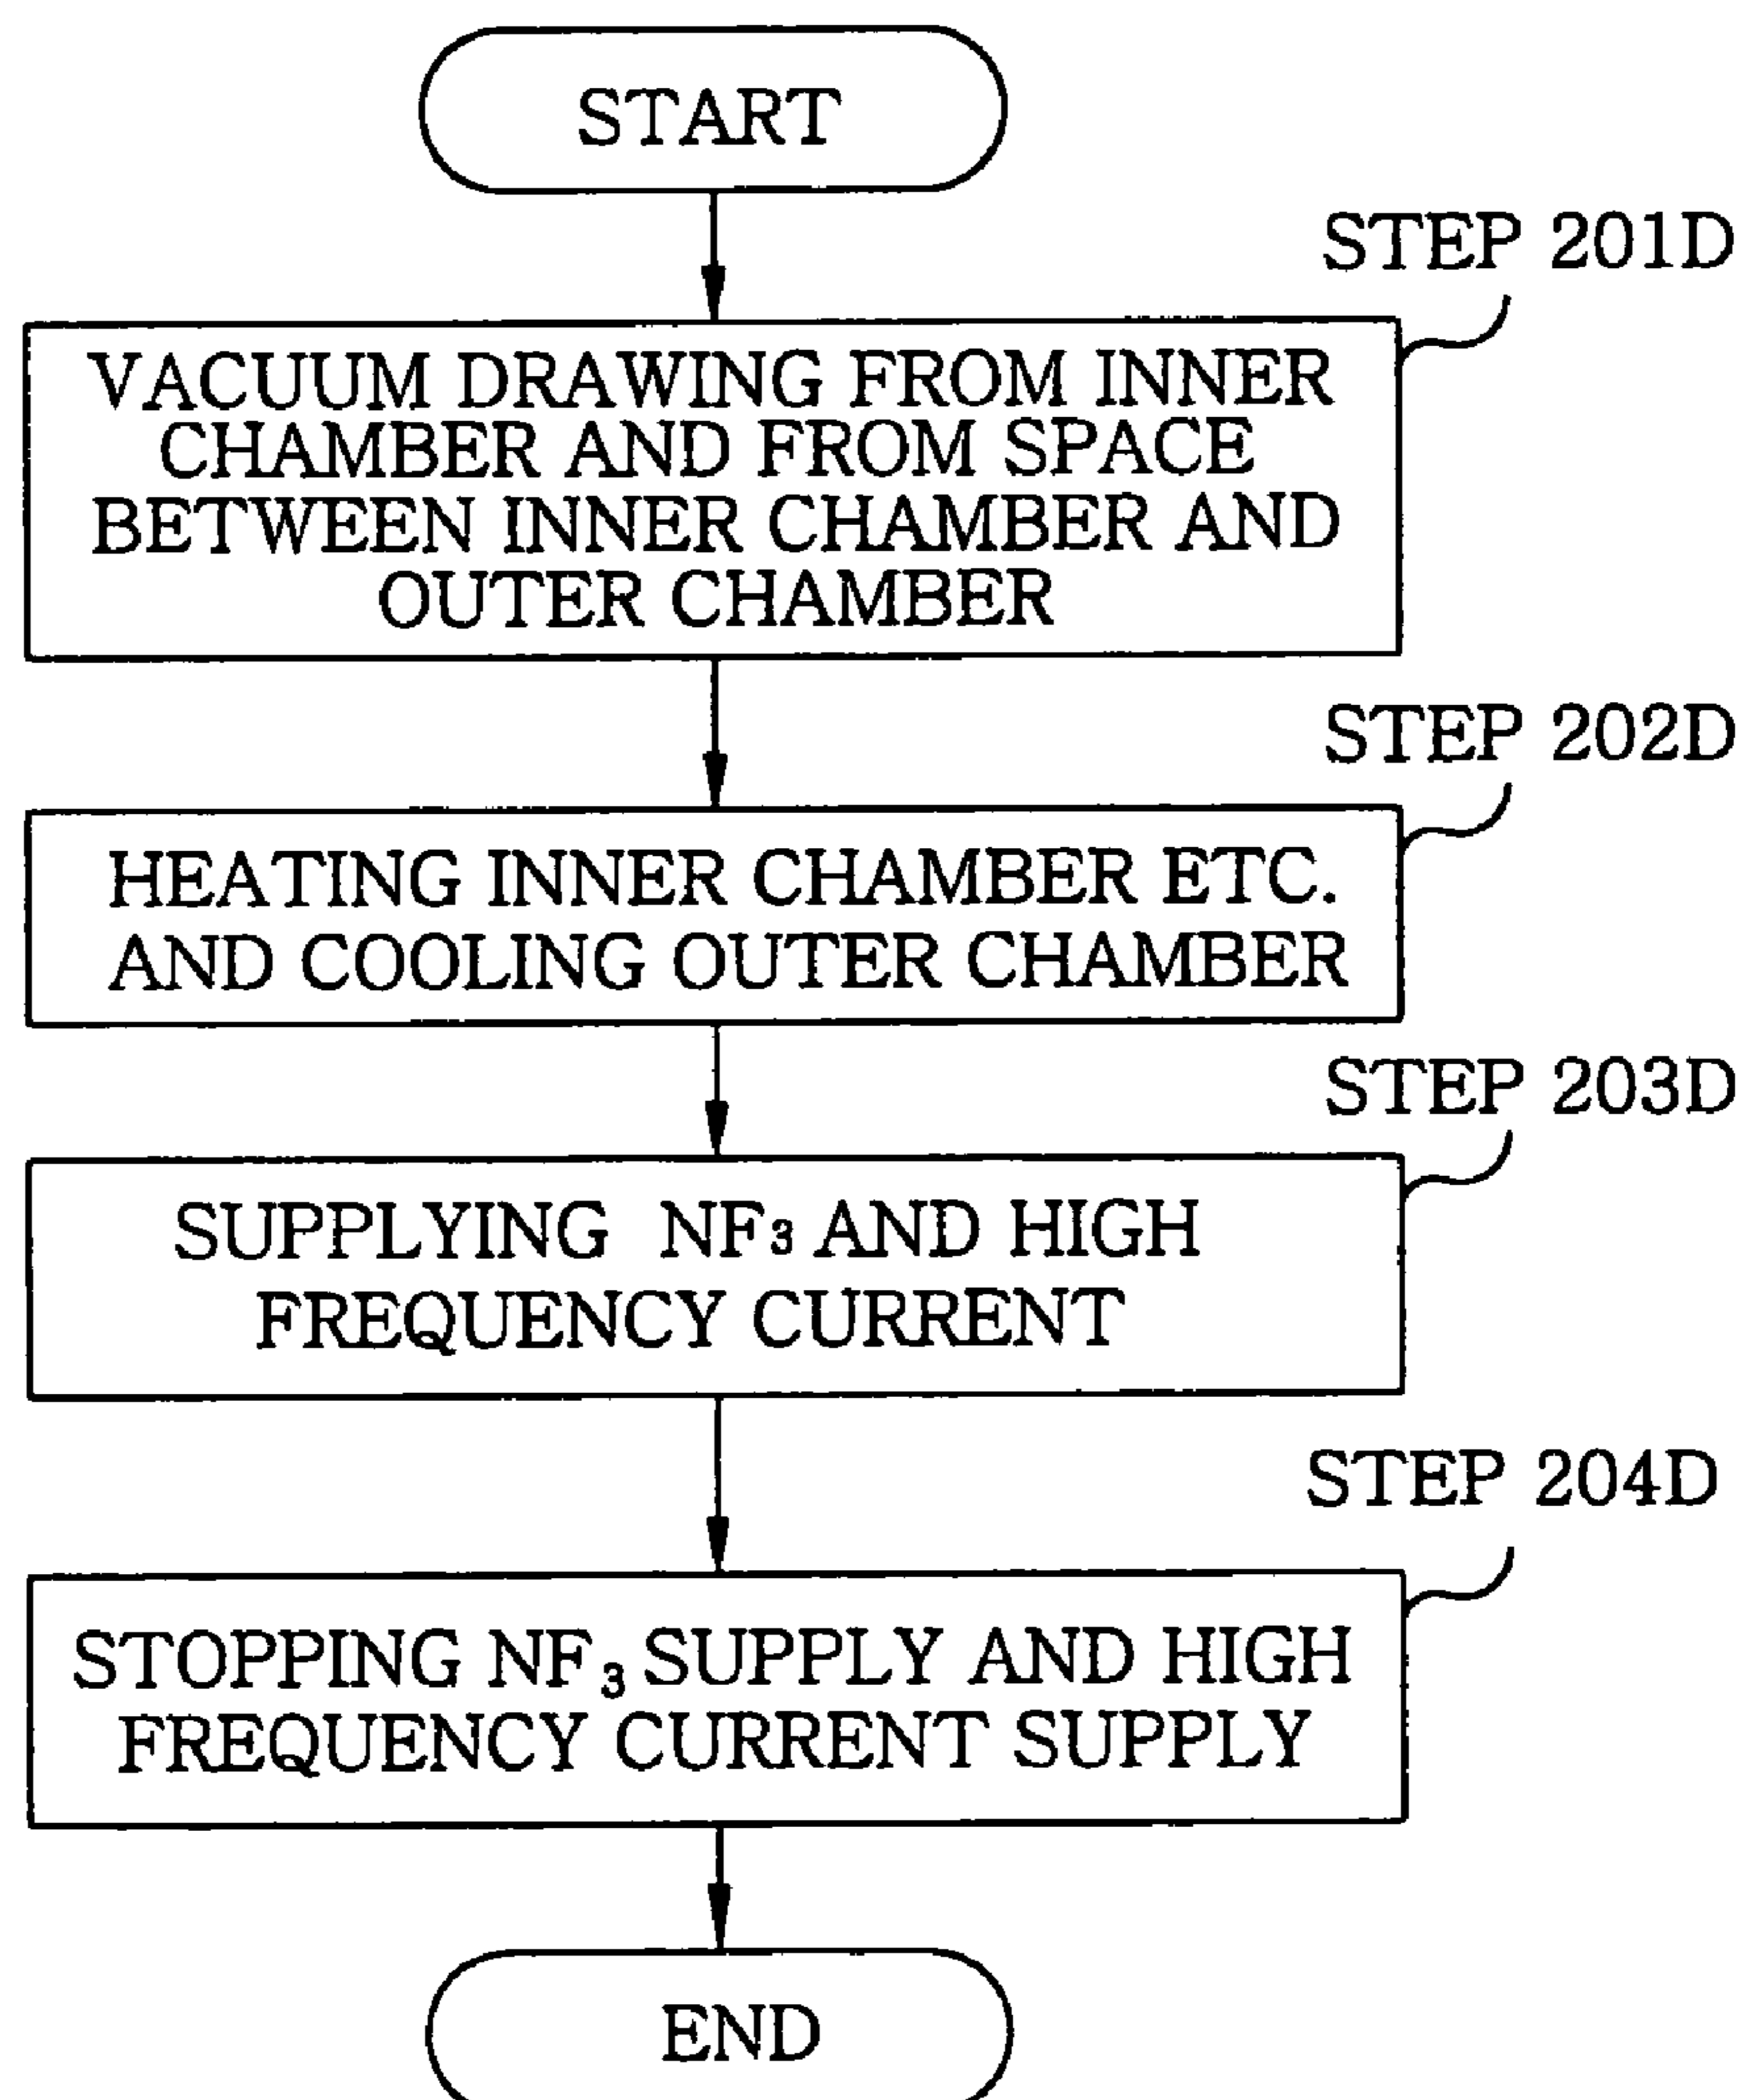 START
STEP 201D
VACUUM DRAWING FROM INNER
CHAMBER AND FROM SPACE
BETWEEN INNER CHAMBER AND
OUTER CHAMBER
STEP 202D
HEATING INNER CHAMBER ETC.
AND COOLING OUTER CHAMBER
STEP 203D
SUPPLYING NF₃ AND HIGH
FREQUENCY CURRENT
STEP 204D
STOPPING NF₃ SUPPLY AND HIGH
FREQUENCY CURRENT SUPPLY
END